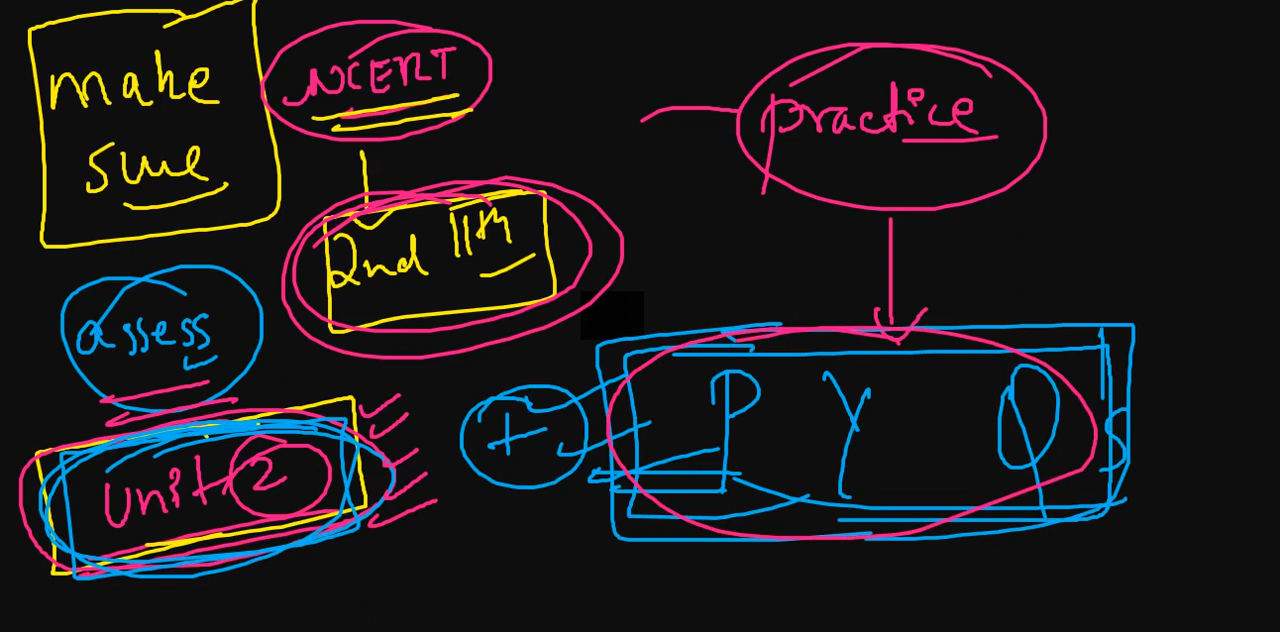 make
sure
NCERT
2nd 11th
assess
unit 2
practice
+ PYQs